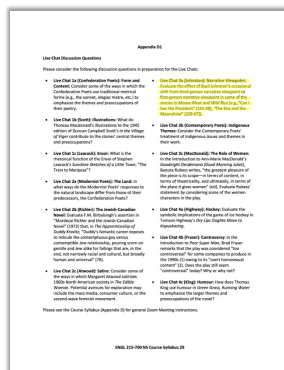 Appendix D1
Live Chat Discussion Questions
Please consider the following discussion questions in preparation for the Live Chats:
• Live Chat 1a (Confederation Poets): Form and
Content: Consider some of the ways in which the
Confederation Poets use traditional metrical
forms (e.g., the sonnet, elegiac metre, etc.) to
emphasize the themes and preoccupations of
their poetry.
• Live Chat 1b (Scott): Illustrations: What do
Thomas MacDonald's illustrations to the 1945
edition of Duncan Campbell Scott's In the Village
of Viger contribute to the stories' central themes
and preoccupations?
• Live Chat 1c (Leacock): Envoi: What is the
rhetorical function of the Envoi of Stephen
Leacock's Sunshine Sketches of a Little Town, "The
Train to Mariposa"?
• Live Chat 2a (Modernist Poets): The Land: In
what ways do the Modernist Poets' responses to
the natural landscape differ from those of their
predecessors, the Confederation Poets?
• Live Chat 2b (Richler): The Jewish-Canadian
Novel: Evaluate F.M. Birbalsingh's assertion in
"Mordecai Richler and the Jewish-Canadian
Novel" (1972) that, in The Apprenticeship of
Duddy Kravitz, "Duddy's fantastic career exposes
to ridicule the contemptuous gaze versus
contemptible Jew relationship, pouring scorn on
gentile and Jew alike for failings that are, in the
end, not narrowly racial and cultural, but broadly
human and universal" (76).
• Live Chat 2c (Atwood): Satire: Consider some of
the ways in which Margaret Atwood satirizes
1960s North American society in The Edible
Woman. Potential avenues for exploration may
include the mass media, consumer culture, or the
second-wave feminist movement.
• Live Chat 3a (Johnston): Narrative Viewpoint:
Evaluate the effect of Basil Johnston's occasional
shift from third-person narrative viewpoint to
first-person narrative viewpoint in some of the
stories in Moose Meat and Wild Rice (e.g., "Can I
See the President"
• Live Chat 3b (Contemporary Poets): Indigenous
Themes: Consider the Contemporary Poets'
treatment of Indigenous issues and themes in
their work.
• Live Chat 3c (MacDonald): The Role of Women:
In the Introduction to Ann-Marie MacDonald's
Goodnight Desdemona (Good Morning Juliet),
Banuta Rubess writes, "the greatest pleasure of
the piece is its scope—in terms of content, in
terms of theatricality, and ultimately, in terms of
the place it gives women" (viii). Evaluate Rubess'
statement by considering some of the women
characters in the play.
• Live Chat 4a (Highway): Hockey: Evaluate the
symbolic implications of the game of ice hockey in
Tomson Highway's Dry Lips Oughta Move to
Kapuskasing.
• Live Chat 4b (Fraser): Controversy: In the
Introduction to Poor Super Man, Brad Fraser
remarks that the play was considered "too
controversial" for some companies to produce in
the 1990s (1) owing to its "overt homosexual
content" (2). Does the play still seem
"controversial" today? Why or why not?
• Live Chat 4c (King): Humour: How does Thomas
King use humour in Green Grass, Running Water
to emphasize the larger themes and
preoccupations of the novel?
Please see the Course Syllabus (Appendix D) for general Zoom Meeting instructions.
ENGL 215-700 NG Course Syllabus 29